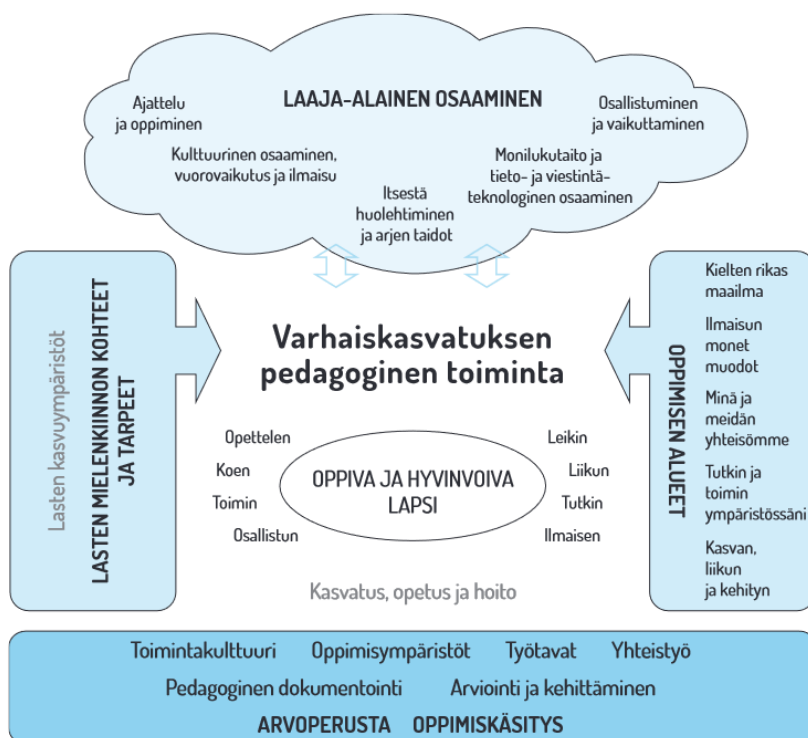 LAAJA-ALAINEN OSAAMINEN
Ajattelu
ja oppiminen
Osallistuminen
ja vaikuttaminen
Kulttuurinen osaaminen,
vuorovaikutus ja ilmaisu
Monilukutaito ja
tieto- ja viestintä-
teknologinen osaaminen
Itsestä
huolehtiminen
ja arjen taidot
Lasten kasvuympäristöt
LASTEN MIELENKIINNON KOHTEET
JA TARPEET
Varhaiskasvatuksen
pedagoginen toiminta
Opettelen
Koen
Toimin
Osallistun
OPPIVA JA HYVINVOIVA
LAPSI
Leikin
Liikun
Tutkin
Ilmaisen
Kasvatus, opetus ja hoito
OPPIMISEN ALUEET
Kielten rikas
maailma
Ilmaisun
monet
muodot
Minä ja
meidän
yhteisömme
Tutkin ja
toimin
ympäristössäni
Kasvan,
liikun
ja kehityn
Toimintakulttuuri Oppimisympäristöt Työtavat Yhteistyö
Pedagoginen dokumentointi Arviointi ja kehittäminen
ARVOPERUSTA OPPIMISKÄSITYS